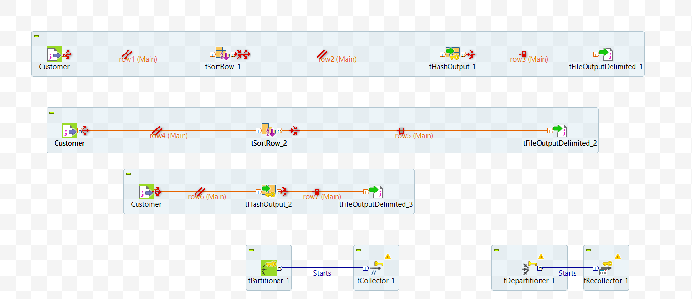 Customer row1 (Main) tSortRow_1 row2 (Main) tHashOutput_1 row3 (Main) tFileOutputDelimited_1
Customer row4 (Main) tSortRow_2 row5 (Main) tFileOutputDelimited_2
Customer row6 (Main) tHashOutput_2 row7 (Main) tFileOutputDelimited_3
tPartitioner_1 Starts tCollector_1 tDepartitioner_1 Starts tRecollector_1